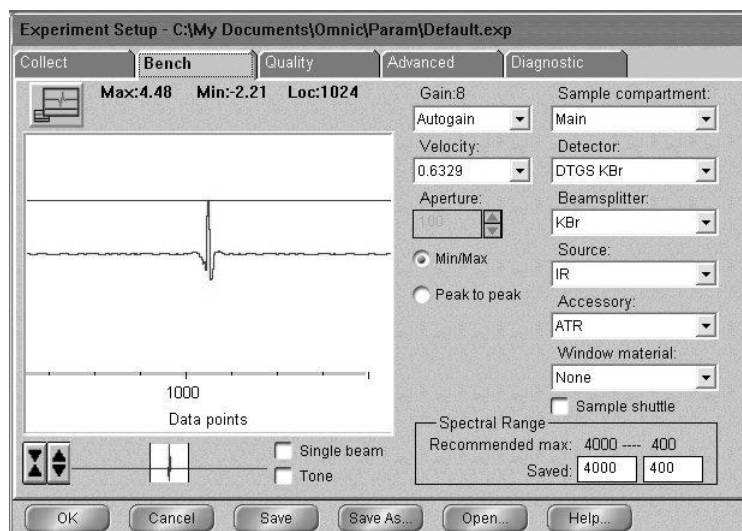 Experiment Setup - C:\My Documents\Omnic\Param\Default.exp
Collect Bench Quality Advanced Diagnostic
Max:4.48 Min:-2.21 Loc:1024
Gain:8
Autogain
Velocity:
0.6329
Aperture:
100
Min/Max
Peak to peak
Sample compartment:
Main
Detector:
DTGS KBr
Beamsplitter:
KBr
Source:
IR
Accessory:
ATR
Window material:
None
Sample shuttle
1000
Data points
Single beam
Tone
Spectral Range
Recommended max: 4000 ---- 400
Saved: 4000 400
OK Cancel Save Save As... Open... Help...